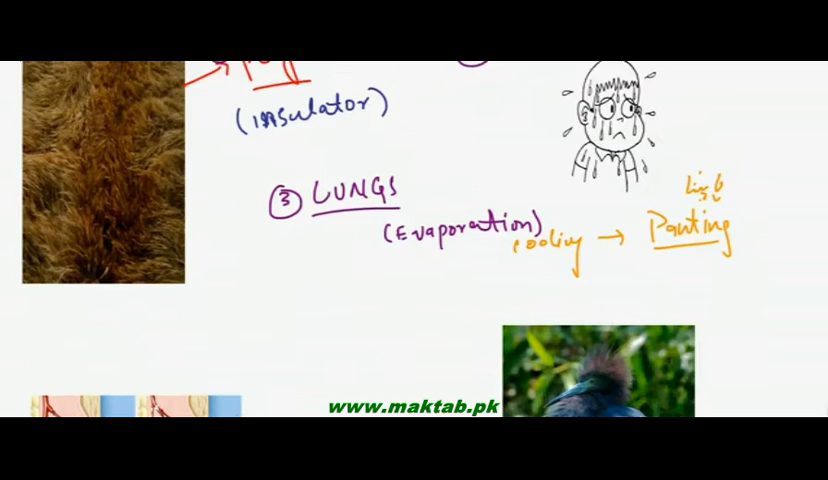 (insulator)
③ LUNGS
(Evaporation)
cooling → Panting
www.maktab.pk